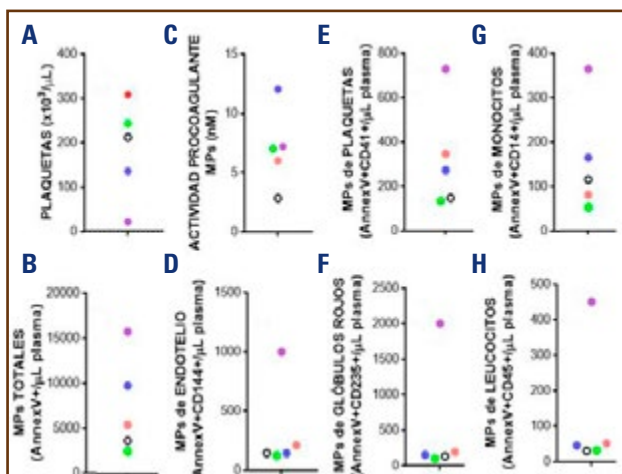 A
PLAQUETAS (x10³/µL)
400
300
200
100
0
C
ACTIVIDAD PROCOAGULANTE
MPs (nM)
15
10
5
0
E
MPs de PLAQUETAS
(AnnexV+CD41+/µL plasma)
800
600
400
200
0
G
MPs de MONOCITOS
(AnnexV+CD14+/µL plasma)
400
300
200
100
0
B
MPs TOTALES
(AnnexV+/µL plasma)
20000
15000
10000
5000
0
D
MPs de ENDOTELIO
(AnnexV+CD144+/µL plasma)
1500
1000
500
0
F
MPs de GLÓBULOS ROJOS
(AnnexV+CD235+/µL plasma)
2500
2000
1500
1000
500
0
H
MPs de LEUCOCITOS
(AnnexV+CD45+/µL plasma)
500
400
300
200
100
0